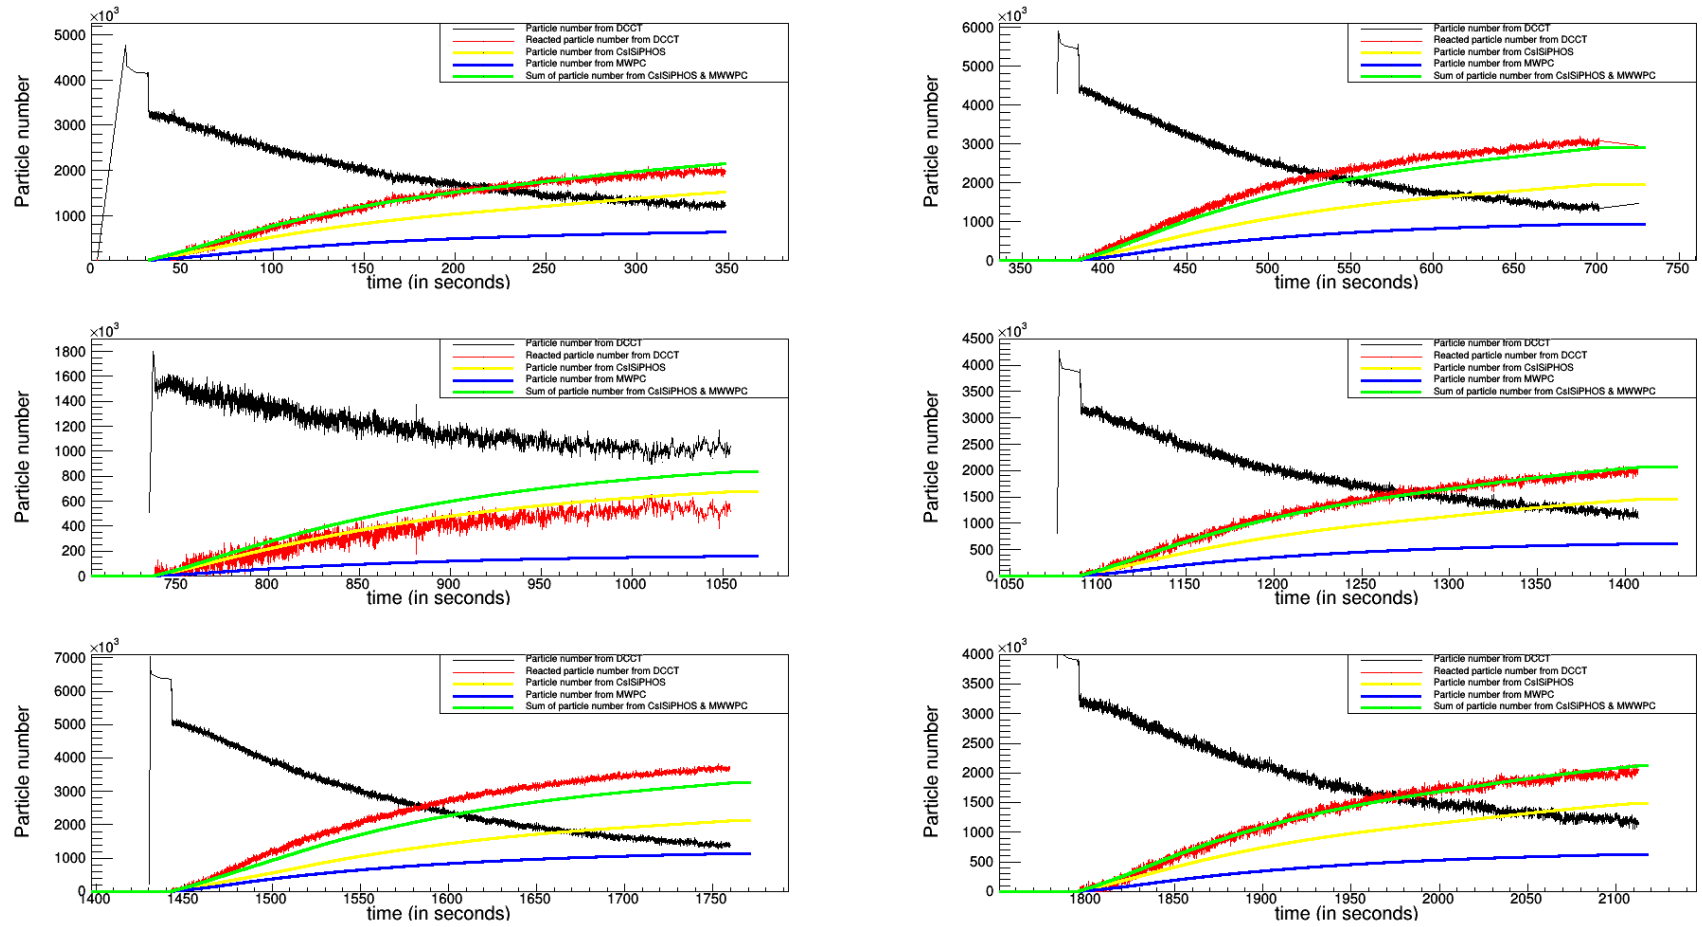 ×10³
Particle number
5000
4000
3000
2000
1000
0
50
100
150
200
250
300
350
time (in seconds)
Particle number from DCCT
Reacted particle number from DCCT
Particle number from CsISiPHOS
Particle number from MWPC
Sum of particle number from CsISiPHOS & MWWPC
×10³
Particle number
6000
5000
4000
3000
2000
1000
0
350
400
450
500
550
600
650
700
750
time (in seconds)
Particle number from DCCT
Reacted particle number from DCCT
Particle number from CsISiPHOS
Particle number from MWPC
Sum of particle number from CsISiPHOS & MWWPC
×10³
Particle number
1800
1600
1400
1200
1000
800
600
400
200
0
750
800
850
900
950
1000
1050
time (in seconds)
Particle number from DCCT
Reacted particle number from DCCT
Particle number from CsISiPHOS
Particle number from MWPC
Sum of particle number from CsISiPHOS & MWWPC
×10³
Particle number
4500
4000
3500
3000
2500
2000
1500
1000
500
0
1050
1100
1150
1200
1250
1300
1350
1400
time (in seconds)
Particle number from DCCT
Reacted particle number from DCCT
Particle number from CsISiPHOS
Particle number from MWPC
Sum of particle number from CsISiPHOS & MWWPC
×10³
Particle number
7000
6000
5000
4000
3000
2000
1000
0
1400
1450
1500
1550
1600
1650
1700
1750
time (in seconds)
Particle number from DCCT
Reacted particle number from DCCT
Particle number from CsISiPHOS
Particle number from MWPC
Sum of particle number from CsISiPHOS & MWWPC
×10³
Particle number
4000
3500
3000
2500
2000
1500
1000
500
0
1800
1850
1900
1950
2000
2050
2100
time (in seconds)
Particle number from DCCT
Reacted particle number from DCCT
Particle number from CsISiPHOS
Particle number from MWPC
Sum of particle number from CsISiPHOS & MWWPC